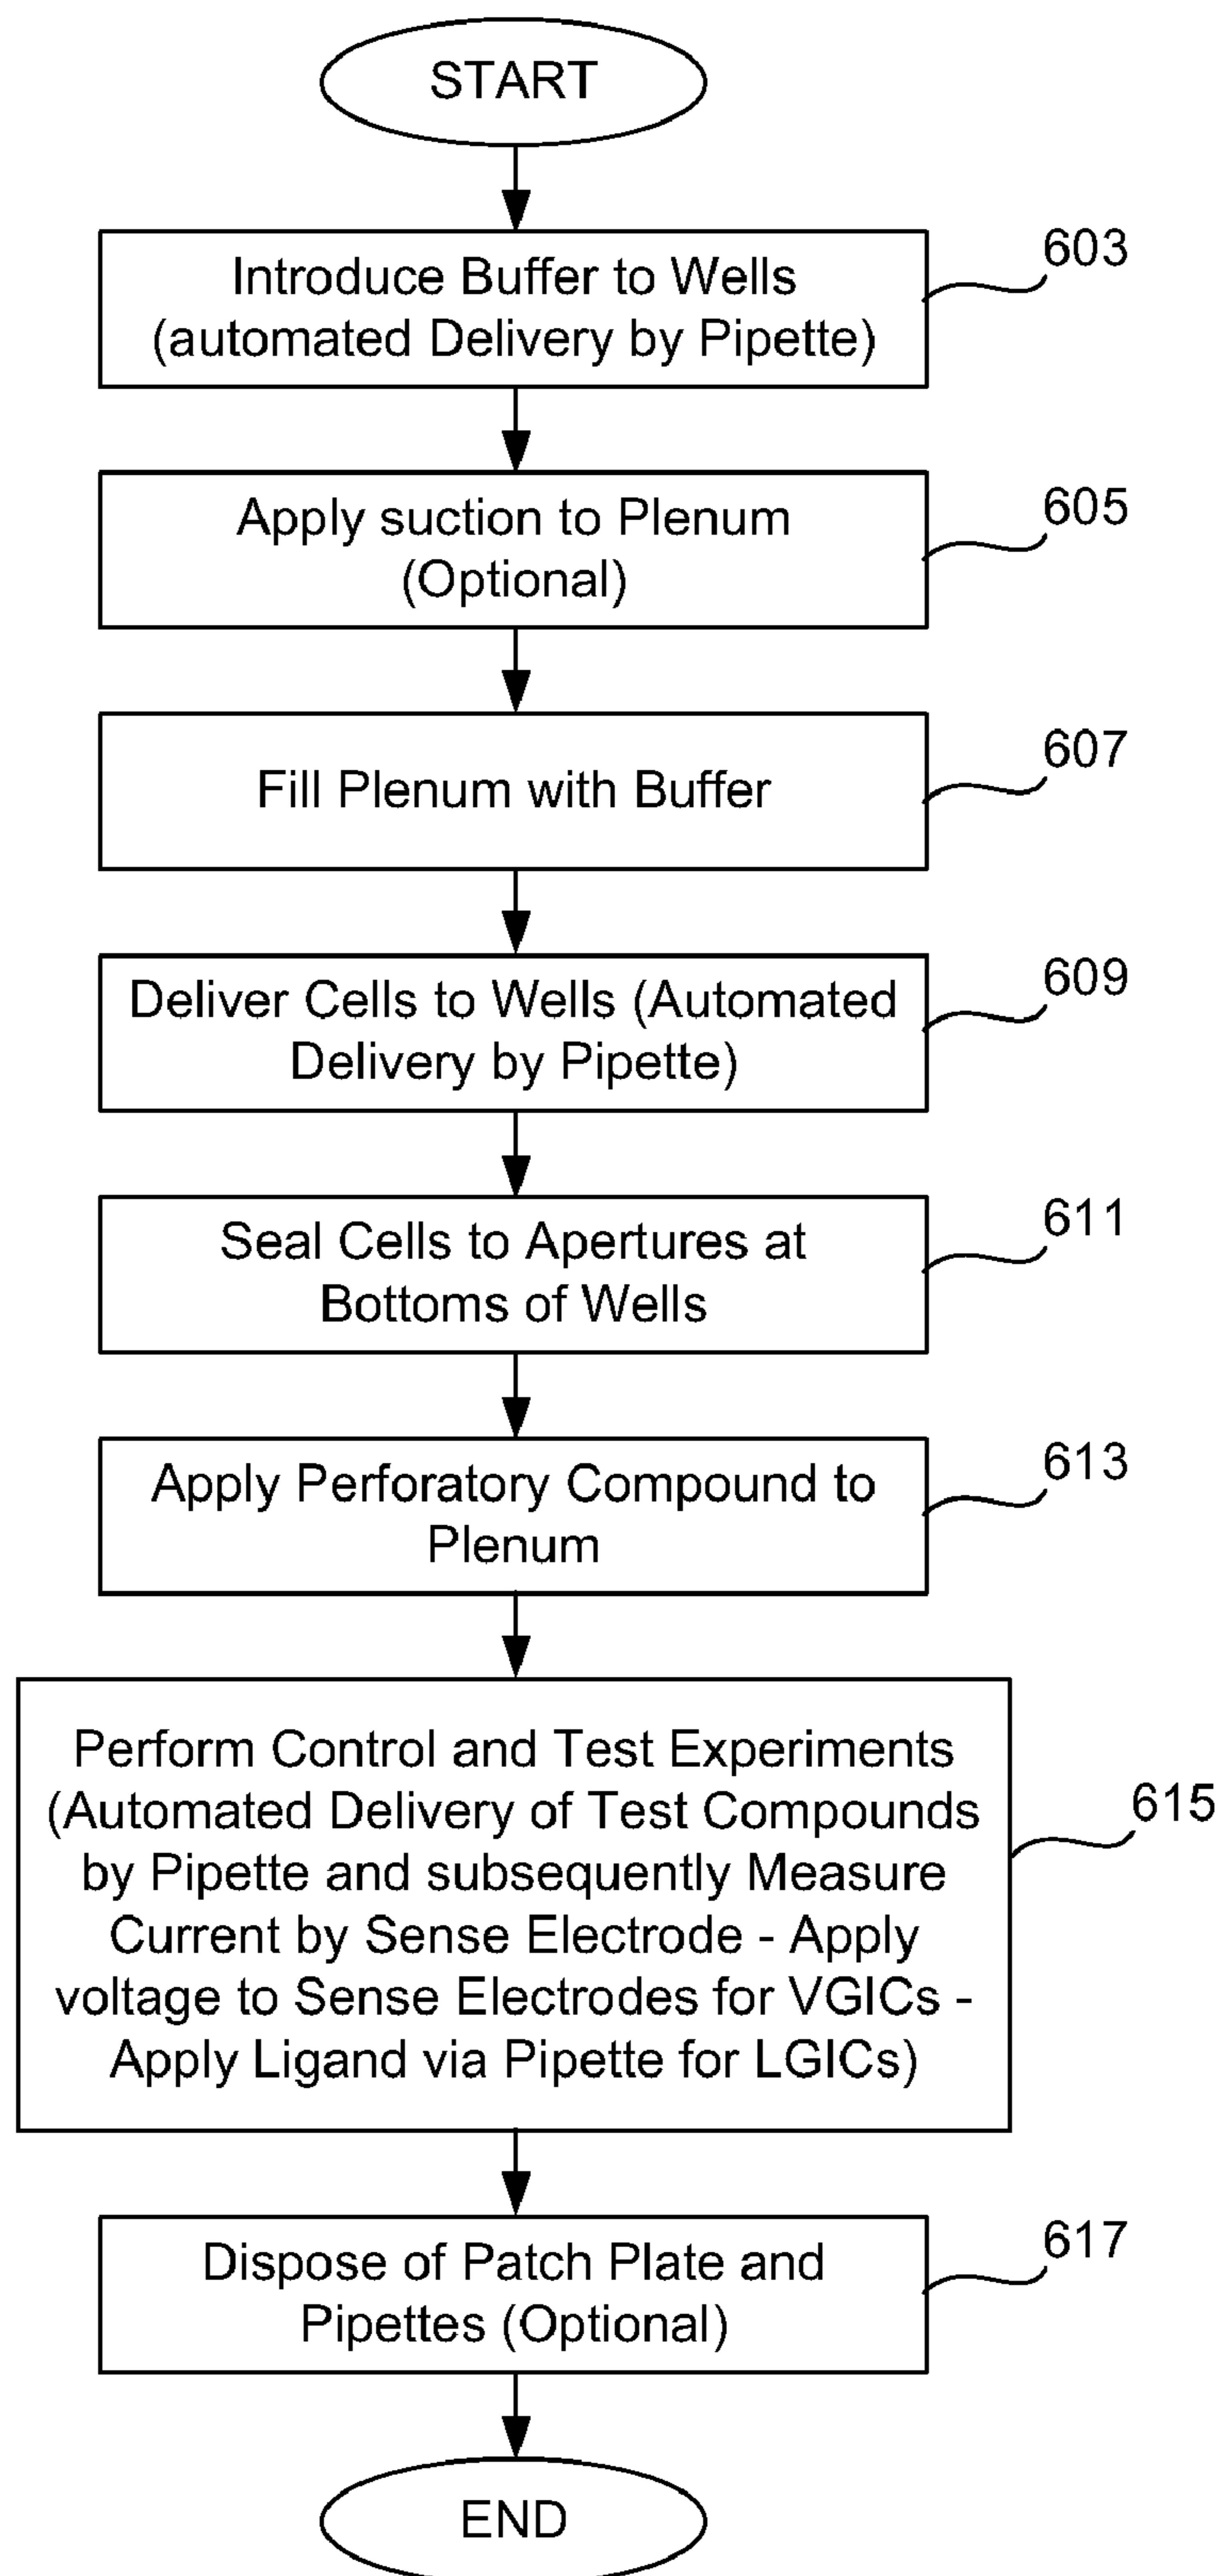 START
Introduce Buffer to Wells
(automated Delivery by Pipette)
603
Apply suction to Plenum
(Optional)
605
Fill Plenum with Buffer
607
Deliver Cells to Wells (Automated
Delivery by Pipette)
609
Seal Cells to Apertures at
Bottoms of Wells
611
Apply Perforatory Compound to
Plenum
613
Perform Control and Test Experiments
(Automated Delivery of Test Compounds
by Pipette and subsequently Measure
Current by Sense Electrode - Apply
voltage to Sense Electrodes for VGICs -
Apply Ligand via Pipette for LGICs)
615
Dispose of Patch Plate and
Pipettes (Optional)
617
END